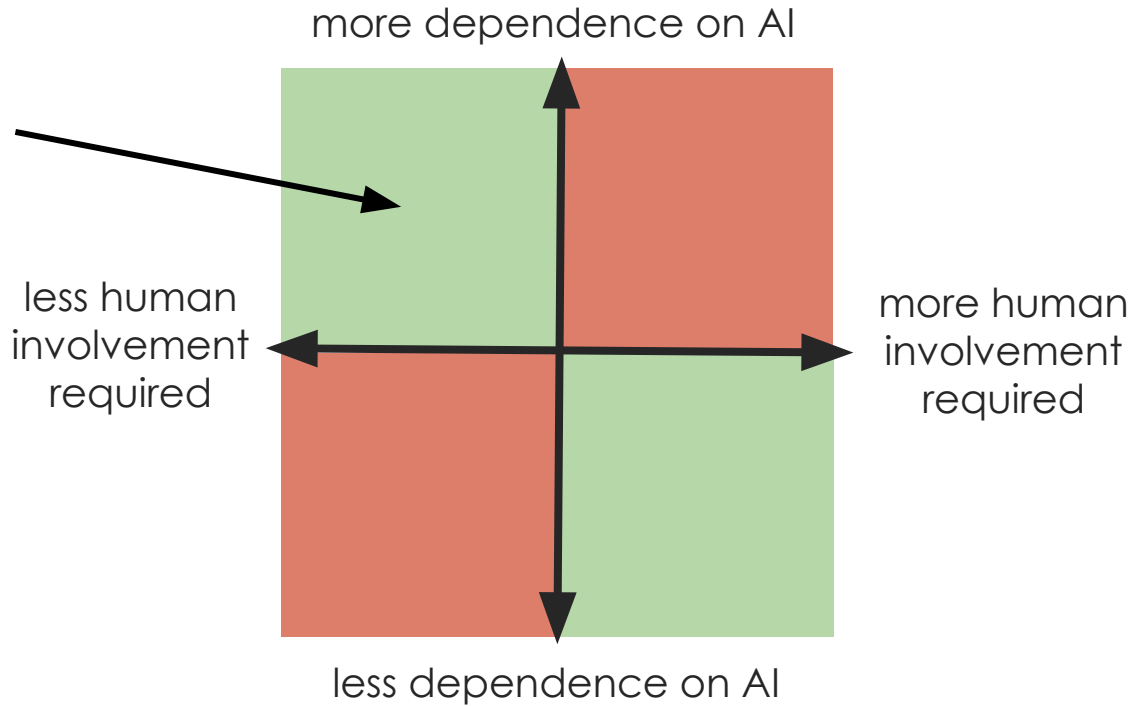 more dependence on AI
less human
involvement
required
more human
involvement
required
less dependence on AI